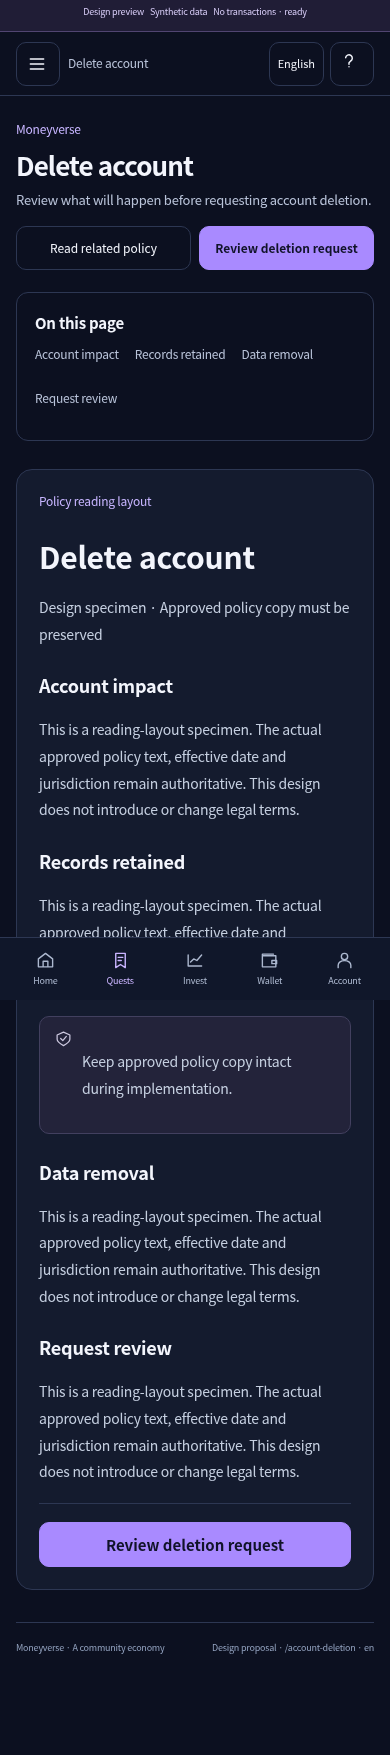 Design preview Synthetic data No transactions · ready
Delete account
English
?
Moneyverse
Delete account
Review what will happen before requesting account deletion.
Read related policy
Review deletion request
On this page
Account impact Records retained Data removal
Request review
Policy reading layout
Delete account
Design specimen · Approved policy copy must be
preserved
Account impact
This is a reading-layout specimen. The actual
approved policy text, effective date and
jurisdiction remain authoritative. This design
does not introduce or change legal terms.
Records retained
This is a reading-layout specimen. The actual
approved policy text, effective date and
Home Quests Invest Wallet Account
Keep approved policy copy intact
during implementation.
Data removal
This is a reading-layout specimen. The actual
approved policy text, effective date and
jurisdiction remain authoritative. This design
does not introduce or change legal terms.
Request review
This is a reading-layout specimen. The actual
approved policy text, effective date and
jurisdiction remain authoritative. This design
does not introduce or change legal terms.
Review deletion request
Moneyverse · A community economy
Design proposal · /account-deletion · en